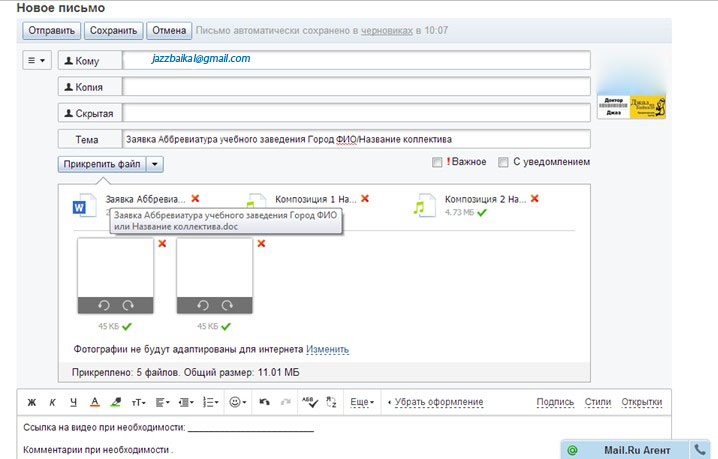 Новое письмо
Отправить Сохранить Отмена Письмо автоматически сохранено в черновиках в 10:07
Кому jazzbaikal@gmail.com
Копия
Скрытая
Доктор Джаз
Тема Заявка Аббревиатура учебного заведения Город ФИО/Название коллектива
Прикрепить файл !Важное С уведомлением
Заявка Аббревиа... Композиция 1 На... Композиция 2 На...
4.73 МБ
Заявка Аббревиатура учебного заведения Город ФИО
или Название коллектива.doc
45 КБ 45 КБ
Фотографии не будут адаптированы для интернета Изменить
Прикреплено: 5 файлов. Общий размер: 11.01 МБ
Ж К Ч А тТ АБВ Еще Убрать оформление Подпись Стили Открытки
Ссылка на видео при необходимости: ________________________
Комментарии при необходимости .
@ Mail.Ru Агент